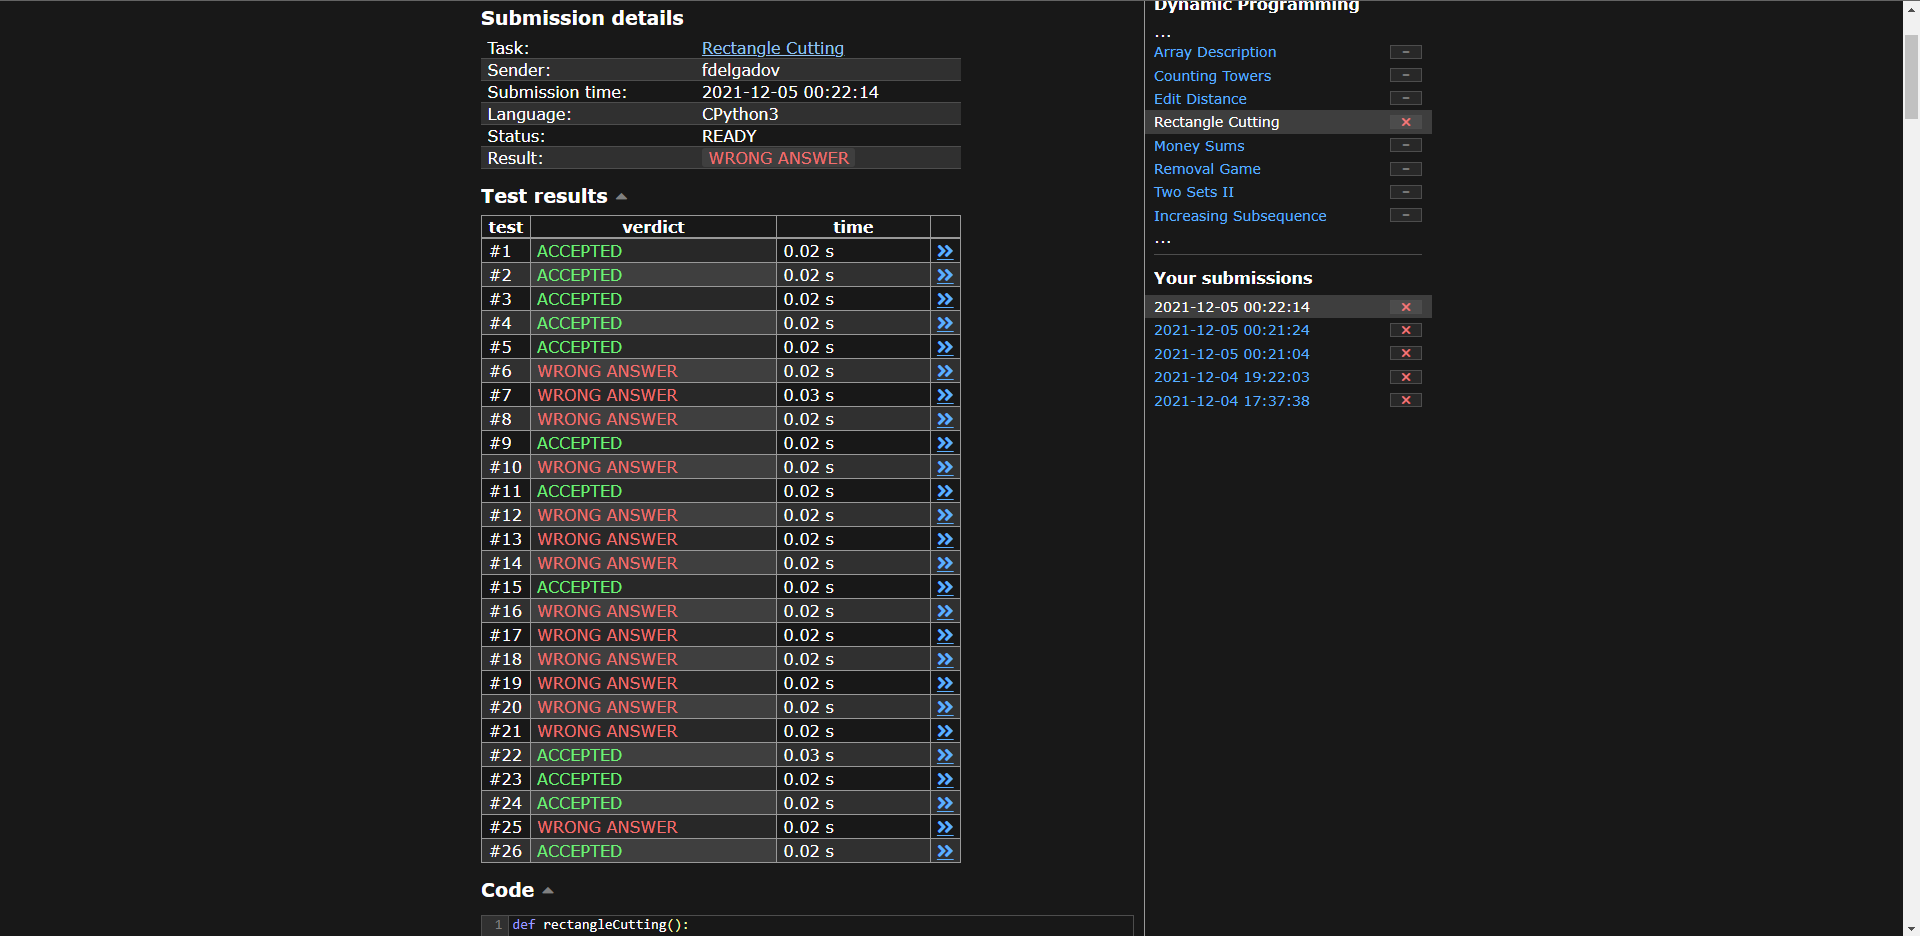 Submission details
Task: Rectangle Cutting
Sender: fdelgadov
Submission time: 2021-12-05 00:22:14
Language: CPython3
Status: READY
Result: WRONG ANSWER
Test results
test verdict time
#1 ACCEPTED 0.02 s »
#2 ACCEPTED 0.02 s »
#3 ACCEPTED 0.02 s »
#4 ACCEPTED 0.02 s »
#5 ACCEPTED 0.02 s »
#6 WRONG ANSWER 0.02 s »
#7 WRONG ANSWER 0.03 s »
#8 WRONG ANSWER 0.02 s »
#9 ACCEPTED 0.02 s »
#10 WRONG ANSWER 0.02 s »
#11 ACCEPTED 0.02 s »
#12 WRONG ANSWER 0.02 s »
#13 WRONG ANSWER 0.02 s »
#14 WRONG ANSWER 0.02 s »
#15 ACCEPTED 0.02 s »
#16 WRONG ANSWER 0.02 s »
#17 WRONG ANSWER 0.02 s »
#18 WRONG ANSWER 0.02 s »
#19 WRONG ANSWER 0.02 s »
#20 WRONG ANSWER 0.02 s »
#21 WRONG ANSWER 0.02 s »
#22 ACCEPTED 0.03 s »
#23 ACCEPTED 0.02 s »
#24 ACCEPTED 0.02 s »
#25 WRONG ANSWER 0.02 s »
#26 ACCEPTED 0.02 s »
Code
1 def rectangleCutting():
Dynamic Programming
...
Array Description –
Counting Towers –
Edit Distance –
Rectangle Cutting ×
Money Sums –
Removal Game –
Two Sets II –
Increasing Subsequence –
...
Your submissions
2021-12-05 00:22:14 ×
2021-12-05 00:21:24 ×
2021-12-05 00:21:04 ×
2021-12-04 19:22:03 ×
2021-12-04 17:37:38 ×